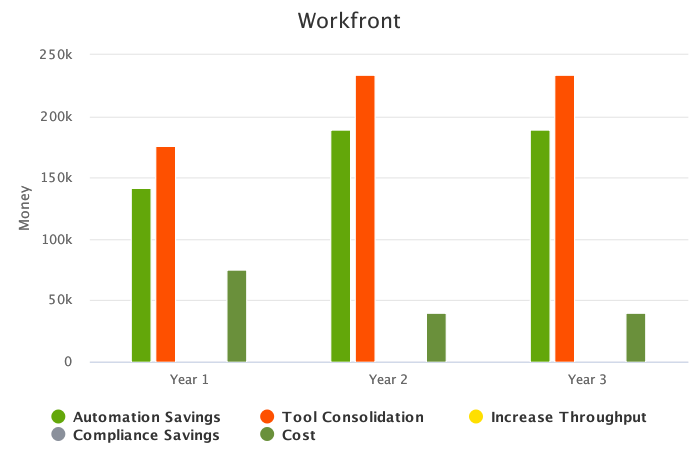 Workfront
250k
200k
150k
100k
50k
0
Money
Year 1 Year 2 Year 3
Automation Savings Tool Consolidation Increase Throughput
Compliance Savings Cost